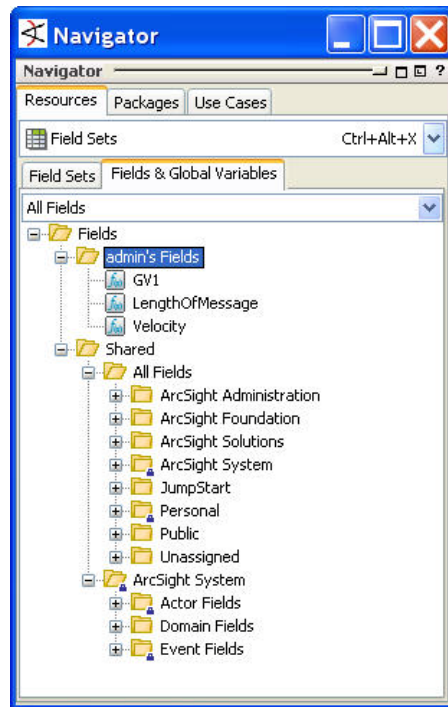 Navigator
Navigator ?
Resources Packages Use Cases
Field Sets Ctrl+Alt+X
Field Sets Fields & Global Variables
All Fields
Fields
admin's Fields
GV1
LengthOfMessage
Velocity
Shared
All Fields
ArcSight Administration
ArcSight Foundation
ArcSight Solutions
ArcSight System
JumpStart
Personal
Public
Unassigned
ArcSight System
Actor Fields
Domain Fields
Event Fields